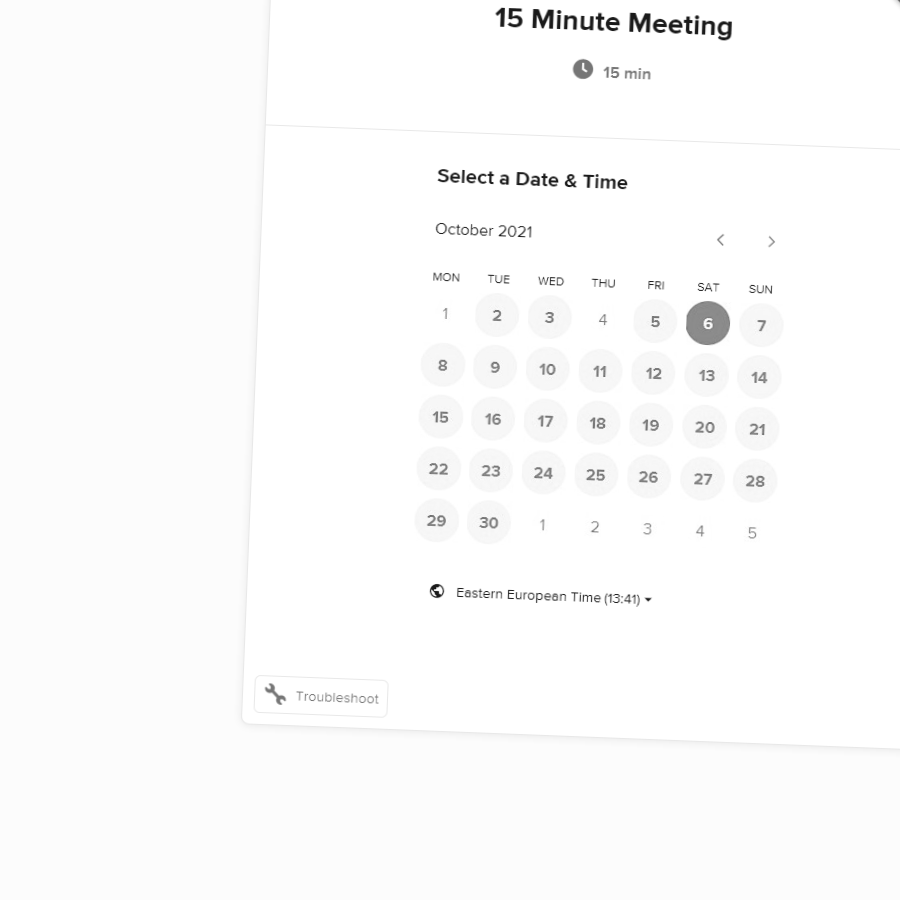 15 Minute Meeting
15 min
Select a Date & Time
October 2021
MON TUE WED THU FRI SAT SUN
1 2 3 4 5 6 7
8 9 10 11 12 13 14
15 16 17 18 19 20 21
22 23 24 25 26 27 28
29 30 1 2 3 4 5
Eastern European Time (13:41)
Troubleshoot